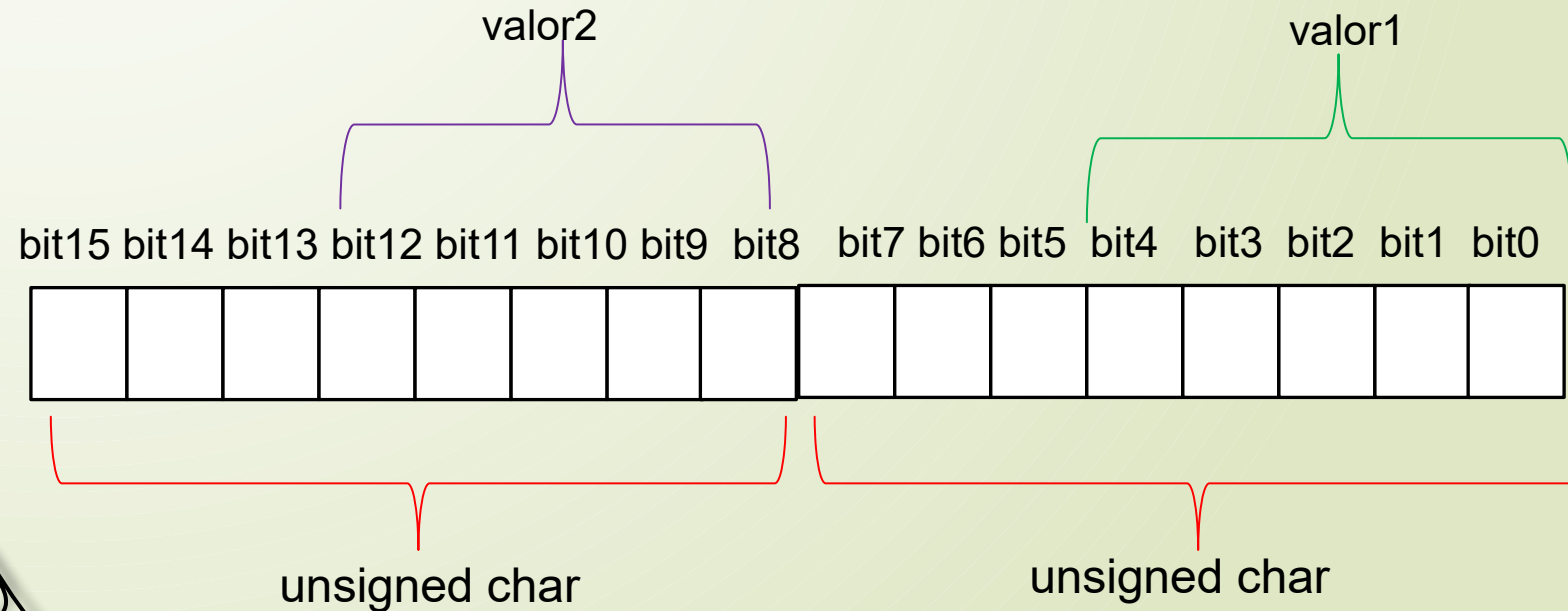 valor2 valor1
bit15 bit14 bit13 bit12 bit11 bit10 bit9 bit8 bit7 bit6 bit5 bit4 bit3 bit2 bit1 bit0
unsigned char unsigned char